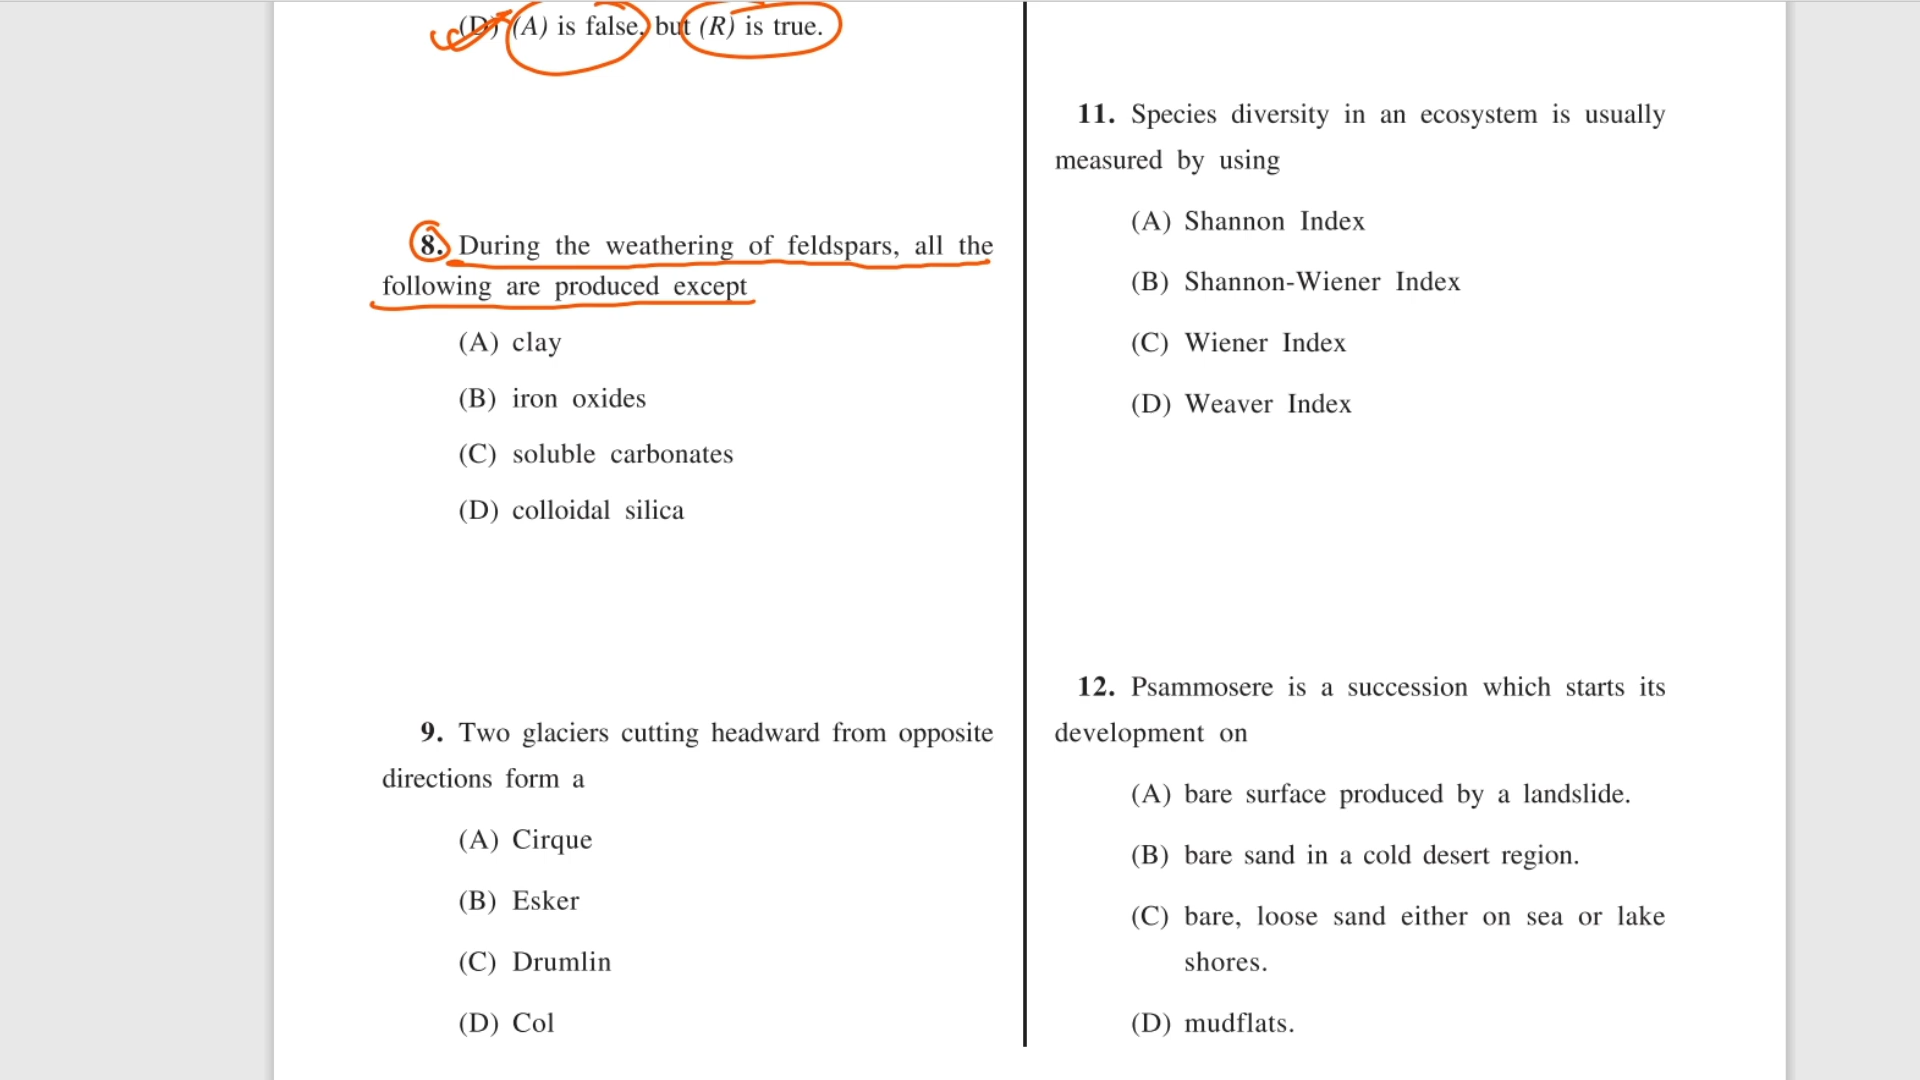 (D) (A) is false, but (R) is true.
8. During the weathering of feldspars, all the
following are produced except
(A) clay
(B) iron oxides
(C) soluble carbonates
(D) colloidal silica
9. Two glaciers cutting headward from opposite
directions form a
(A) Cirque
(B) Esker
(C) Drumlin
(D) Col
11. Species diversity in an ecosystem is usually
measured by using
(A) Shannon Index
(B) Shannon-Wiener Index
(C) Wiener Index
(D) Weaver Index
12. Psammosere is a succession which starts its
development on
(A) bare surface produced by a landslide.
(B) bare sand in a cold desert region.
(C) bare, loose sand either on sea or lake
shores.
(D) mudflats.